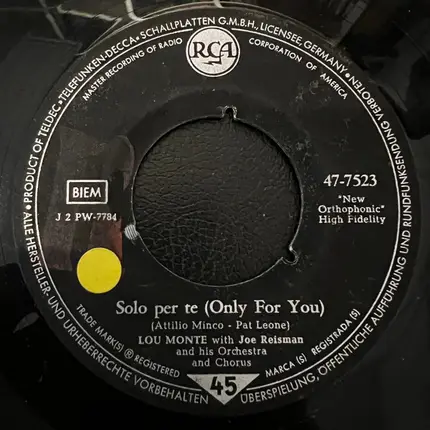 ALLE HERSTELLER- UND URHEBERRECHTE VORBEHALTEN • PRODUCT OF TELDEC • »TELEFUNKEN-DECCA« SCHALLPLATTEN G.M.B.H., LICENSEE, GERMANY •
ÜBERSPIELUNG, ÖFFENTLICHE AUFFÜHRUNG UND RUNDFUNKSENDUNG VERBOTEN
MASTER RECORDING OF RADIO CORPORATION OF AMERICA
RCA
BIEM
J 2 PW-7784
47-7523
"New
Orthophonic"
High Fidelity
Solo per te (Only For You)
(Attilio Minco - Pat Leone)
LOU MONTE with Joe Reisman
and his Orchestra
and Chorus
TRADE MARK(S) ® REGISTERED
MARCA (S) REGISTRADA (S)
45